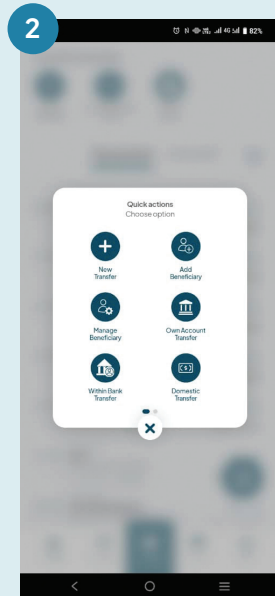 2
4G 82%
Quick actions
Choose option
New
Transfer
Add
Beneficiary
Manage
Beneficiary
Own Account
Transfer
Within Bank
Transfer
Domestic
Transfer